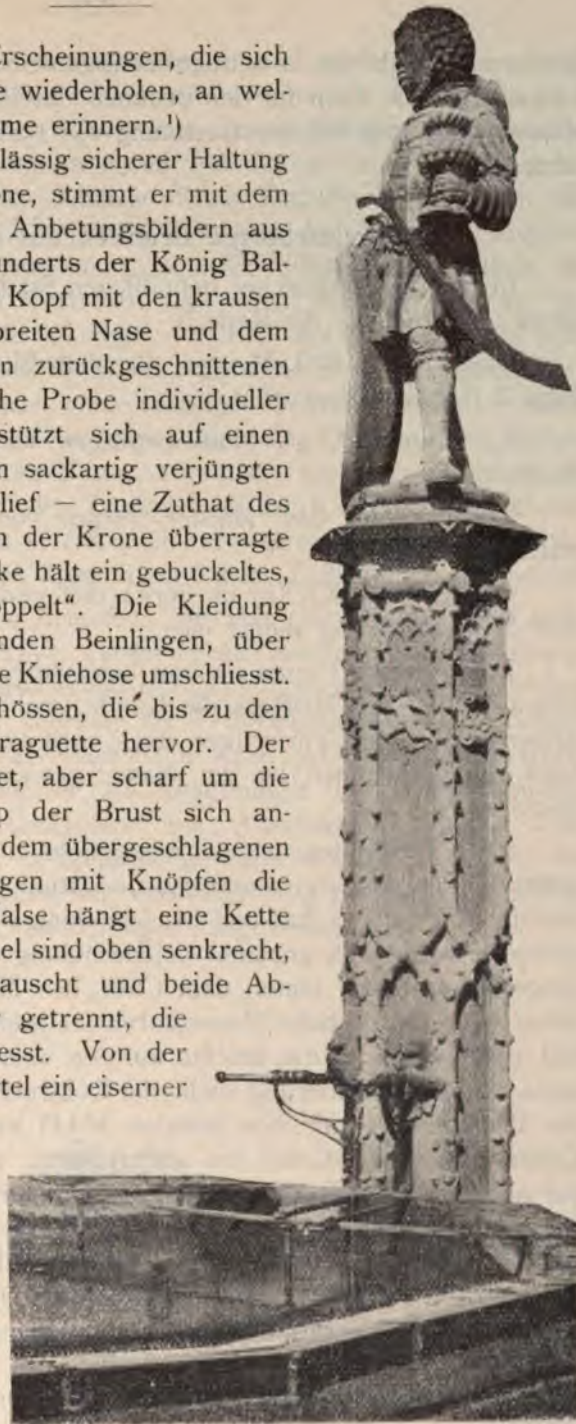 rscheinungen, die sich
e wiederholen, an wel-
me erinnern.¹)
lässig sicherer Haltung
one, stimmt er mit dem
Anbetungsbildern aus
underts der König Bal-
Kopf mit den krausen
breiten Nase und dem
n zurückgeschnittenen
che Probe individueller
stützt sich auf einen
n sackartig verjüngten
lief — eine Zuthat des
n der Krone überragte
ke hält ein gebuckeltes,
oppelt“. Die Kleidung
nden Beinlingen, über
e Kniehose umschliesst.
hössen, die bis zu den
raguette hervor. Der
et, aber scharf um die
o der Brust sich an-
dem übergeschlagenen
gen mit Knöpfen die
alse hängt eine Kette
el sind oben senkrecht,
auscht und beide Ab-
getrennt, die
esst. Von der
tel ein eiserner